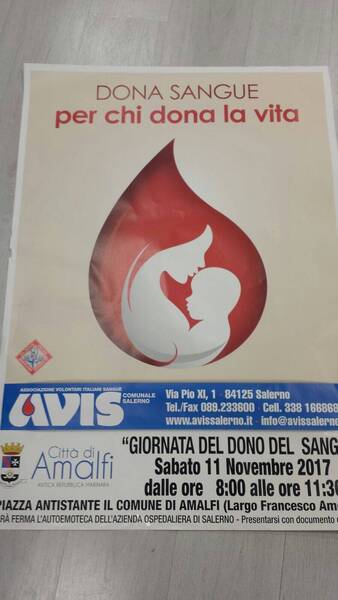 DONA SANGUE
per chi dona la vita
ASSOCIAZIONE VOLONTARI ITALIANI SANGUE
AVIS COMUNALE SALERNO
Via Pio XI, 1 84125 Salerno
Tel./Fax 089.233600 Cell. 338 166869
www.avissalerno.it info@avissalerno
Città di
Amalfi
ANTICA REPUBBLICA MARINARA
"GIORNATA DEL DONO DEL SANG
Sabato 11 Novembre 2017
dalle ore 8:00 alle ore 11:30
PIAZZA ANTISTANTE IL COMUNE DI AMALFI (Largo Francesco Am
RÀ FERMA L'AUTOEMOTECA DELL'AZIENDA OSPEDALIERA DI SALERNO - Presentarsi con documento